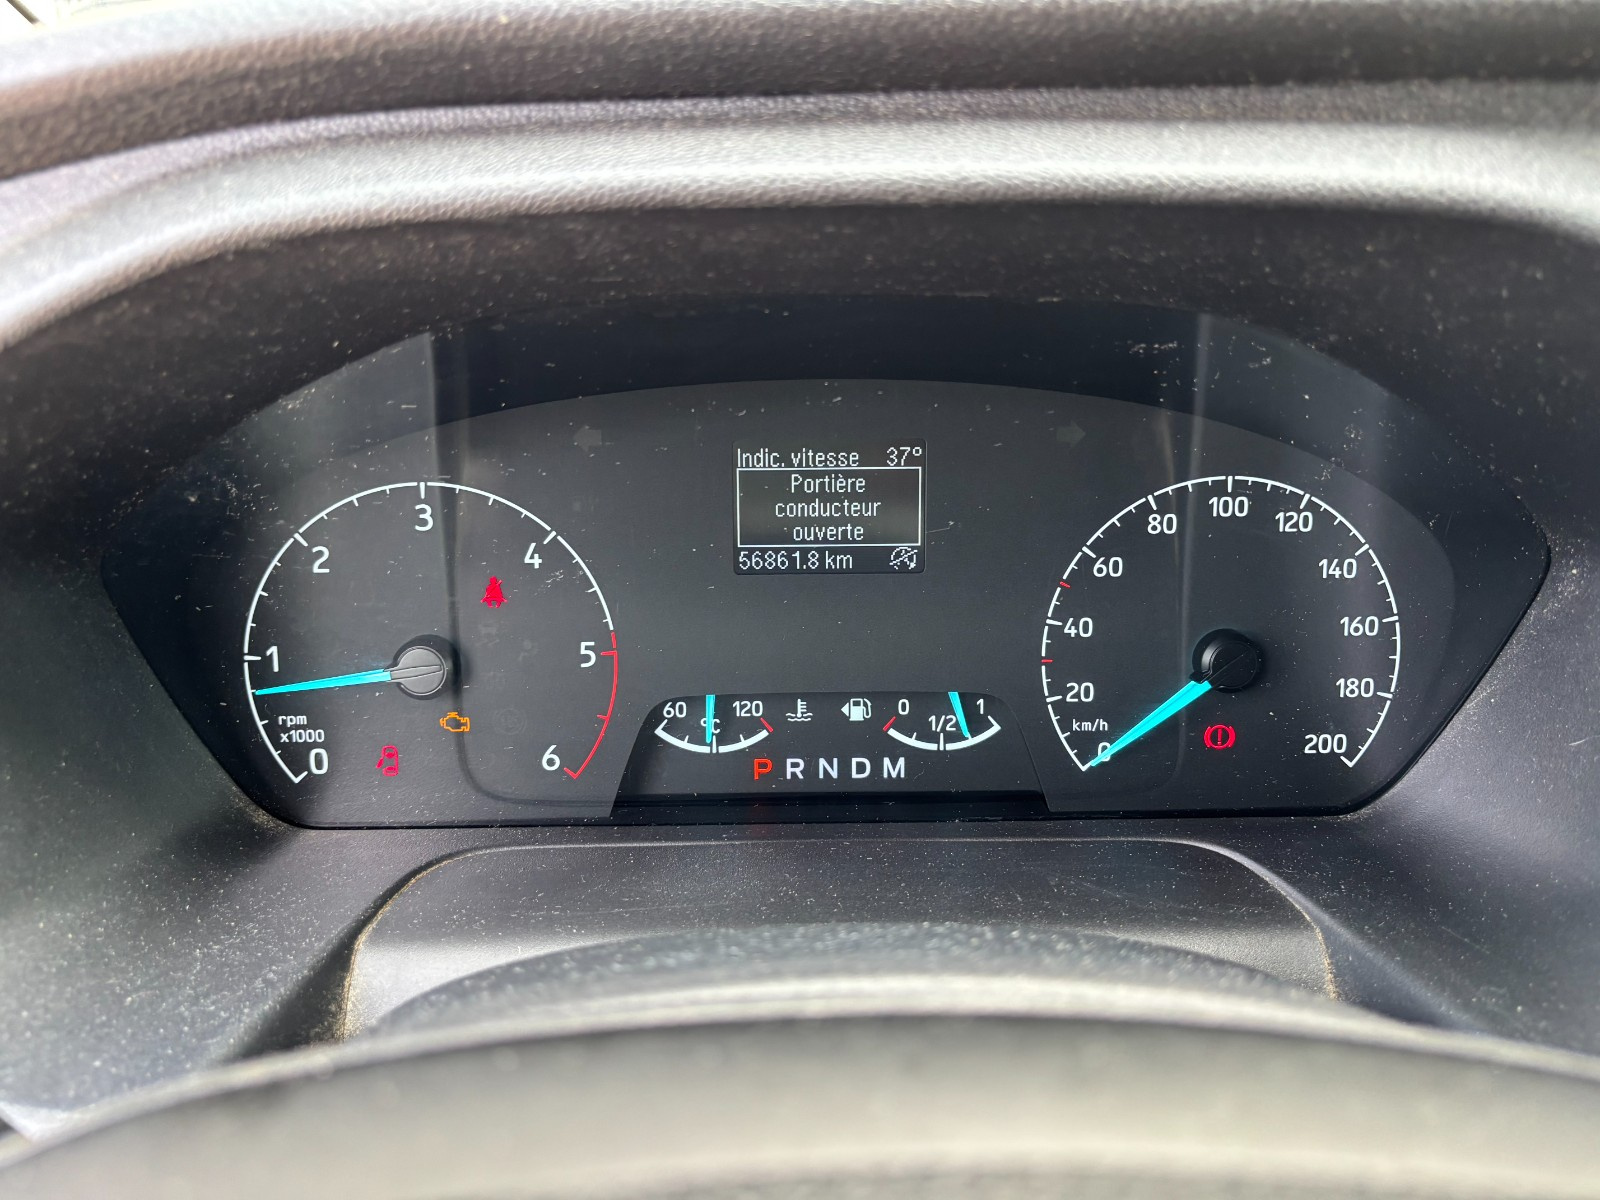 Indic. vitesse 37°
Portière
conducteur
ouverte
56861.8 km
0
1
2
3
4
5
6
rpm
x1000
60
120
°C
0
1/2
1
P R N D M
0
20
40
60
80
100
120
140
160
180
200
km/h